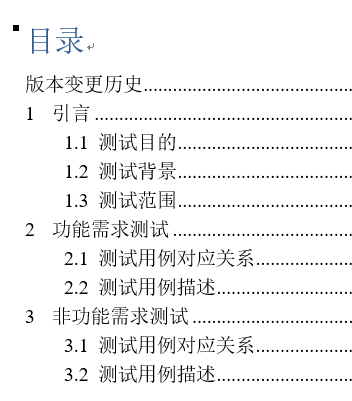 目录
版本变更历史
1 引言
1.1 测试目的
1.2 测试背景
1.3 测试范围
2 功能需求测试
2.1 测试用例对应关系
2.2 测试用例描述
3 非功能需求测试
3.1 测试用例对应关系
3.2 测试用例描述